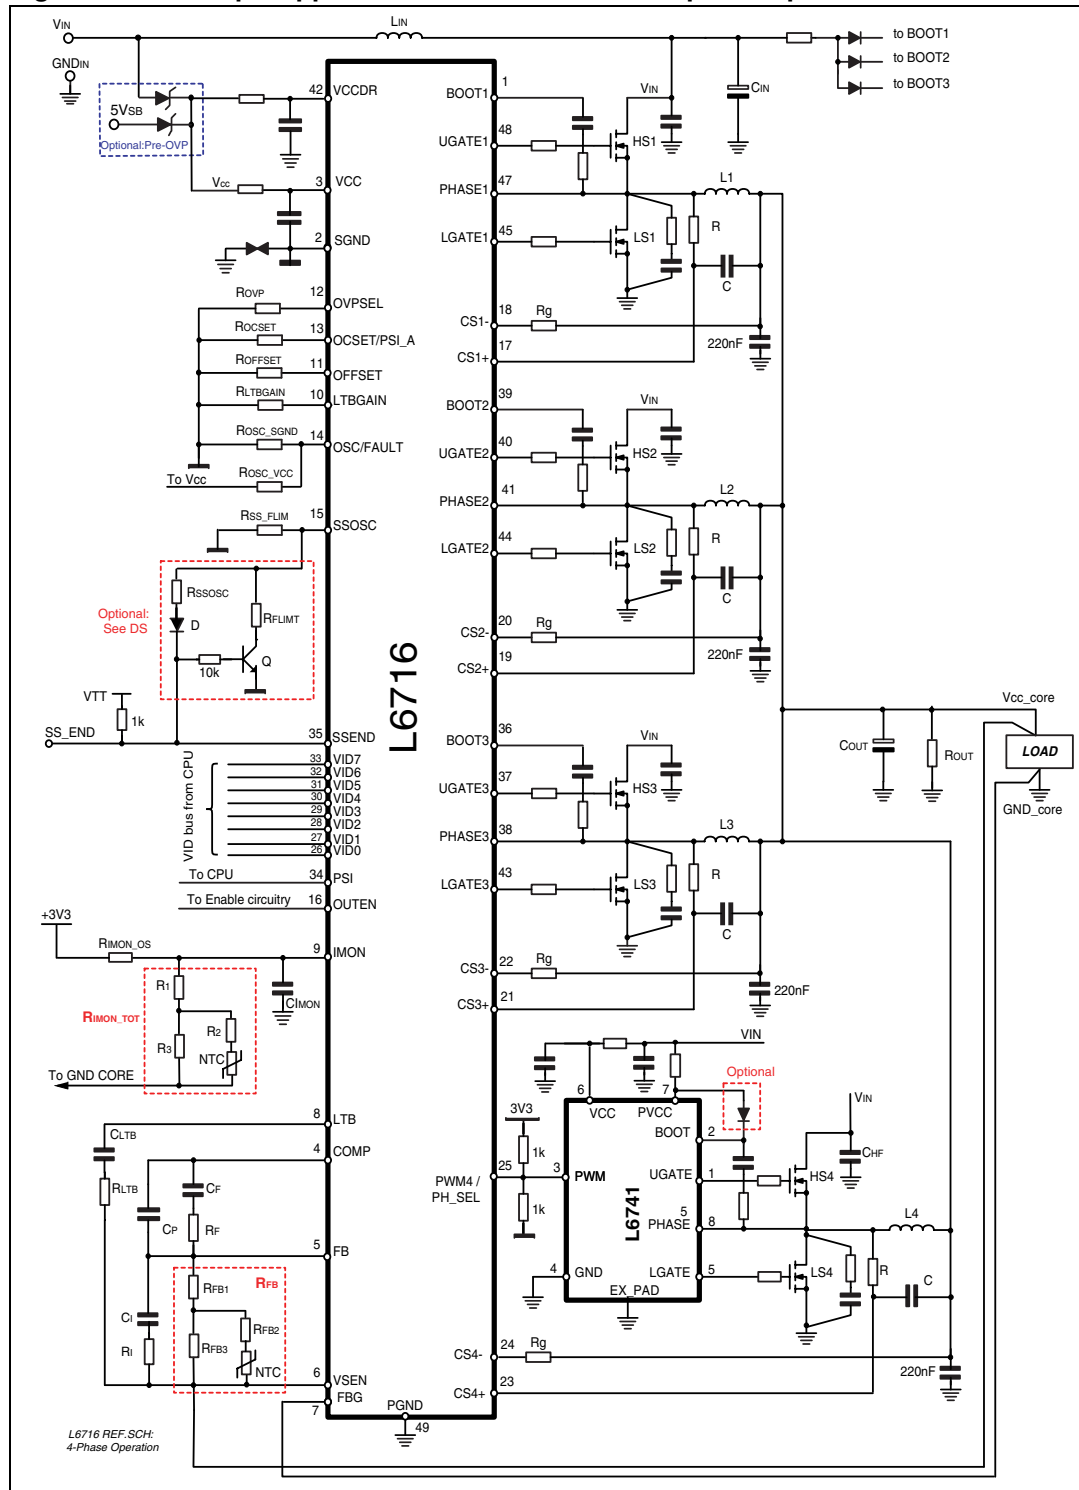 VIN
LIN
to BOOT1
to BOOT2
to BOOT3
GNDIN
5VSB
Optional:Pre-OVP
42
VCCDR
1
BOOT1
VIN
CIN
48
UGATE1
HS1
Vcc
3
VCC
47
PHASE1
L1
2
SGND
45
LGATE1
LS1
R
C
ROVP
12
OVPSEL
18
CS1-
Rg
ROCSET
13
OCSET/PSI_A
17
CS1+
220nF
ROFFSET
11
OFFSET
RLTBGAIN
10
LTBGAIN
39
BOOT2
VIN
ROSC_SGND
14
OSC/FAULT
40
UGATE2
HS2
To Vcc
ROSC_VCC
41
PHASE2
L2
RSS_FLIM
15
SSOSC
44
LGATE2
LS2
R
C
Optional:
See DS
RSSOSC
D
RFLIMT
10k
Q
20
CS2-
Rg
19
CS2+
220nF
L6716
VTT
1k
SS_END
35
SSEND
36
BOOT3
VIN
Vcc_core
COUT
ROUT
LOAD
GND_core
VID bus from CPU
33
VID7
32
VID6
31
VID5
30
VID4
29
VID3
28
VID2
27
VID1
26
VID0
37
UGATE3
HS3
38
PHASE3
L3
To CPU
34
PSI
43
LGATE3
LS3
R
C
To Enable circuitry
16
OUTEN
+3V3
RIMON_OS
9
IMON
22
CS3-
Rg
21
CS3+
220nF
R1
CIMON
RIMON_TOT
R2
R3
NTC
To GND CORE
VIN
6
VCC
7
PVCC
Optional
8
LTB
CLTB
4
COMP
3V3
1k
25
PWM4 /
PH_SEL
1k
3
PWM
L6741
BOOT
2
UGATE
1
5
PHASE
8
LGATE
5
4
GND
EX_PAD
VIN
CHF
HS4
L4
LS4
R
C
RLTB
CF
CP
RF
5
FB
RFB1
RFB
CI
RFB2
RI
RFB3
NTC
24
CS4-
Rg
23
CS4+
220nF
6
VSEN
FBG
7
PGND
49
L6716 REF.SCH:
4-Phase Operation